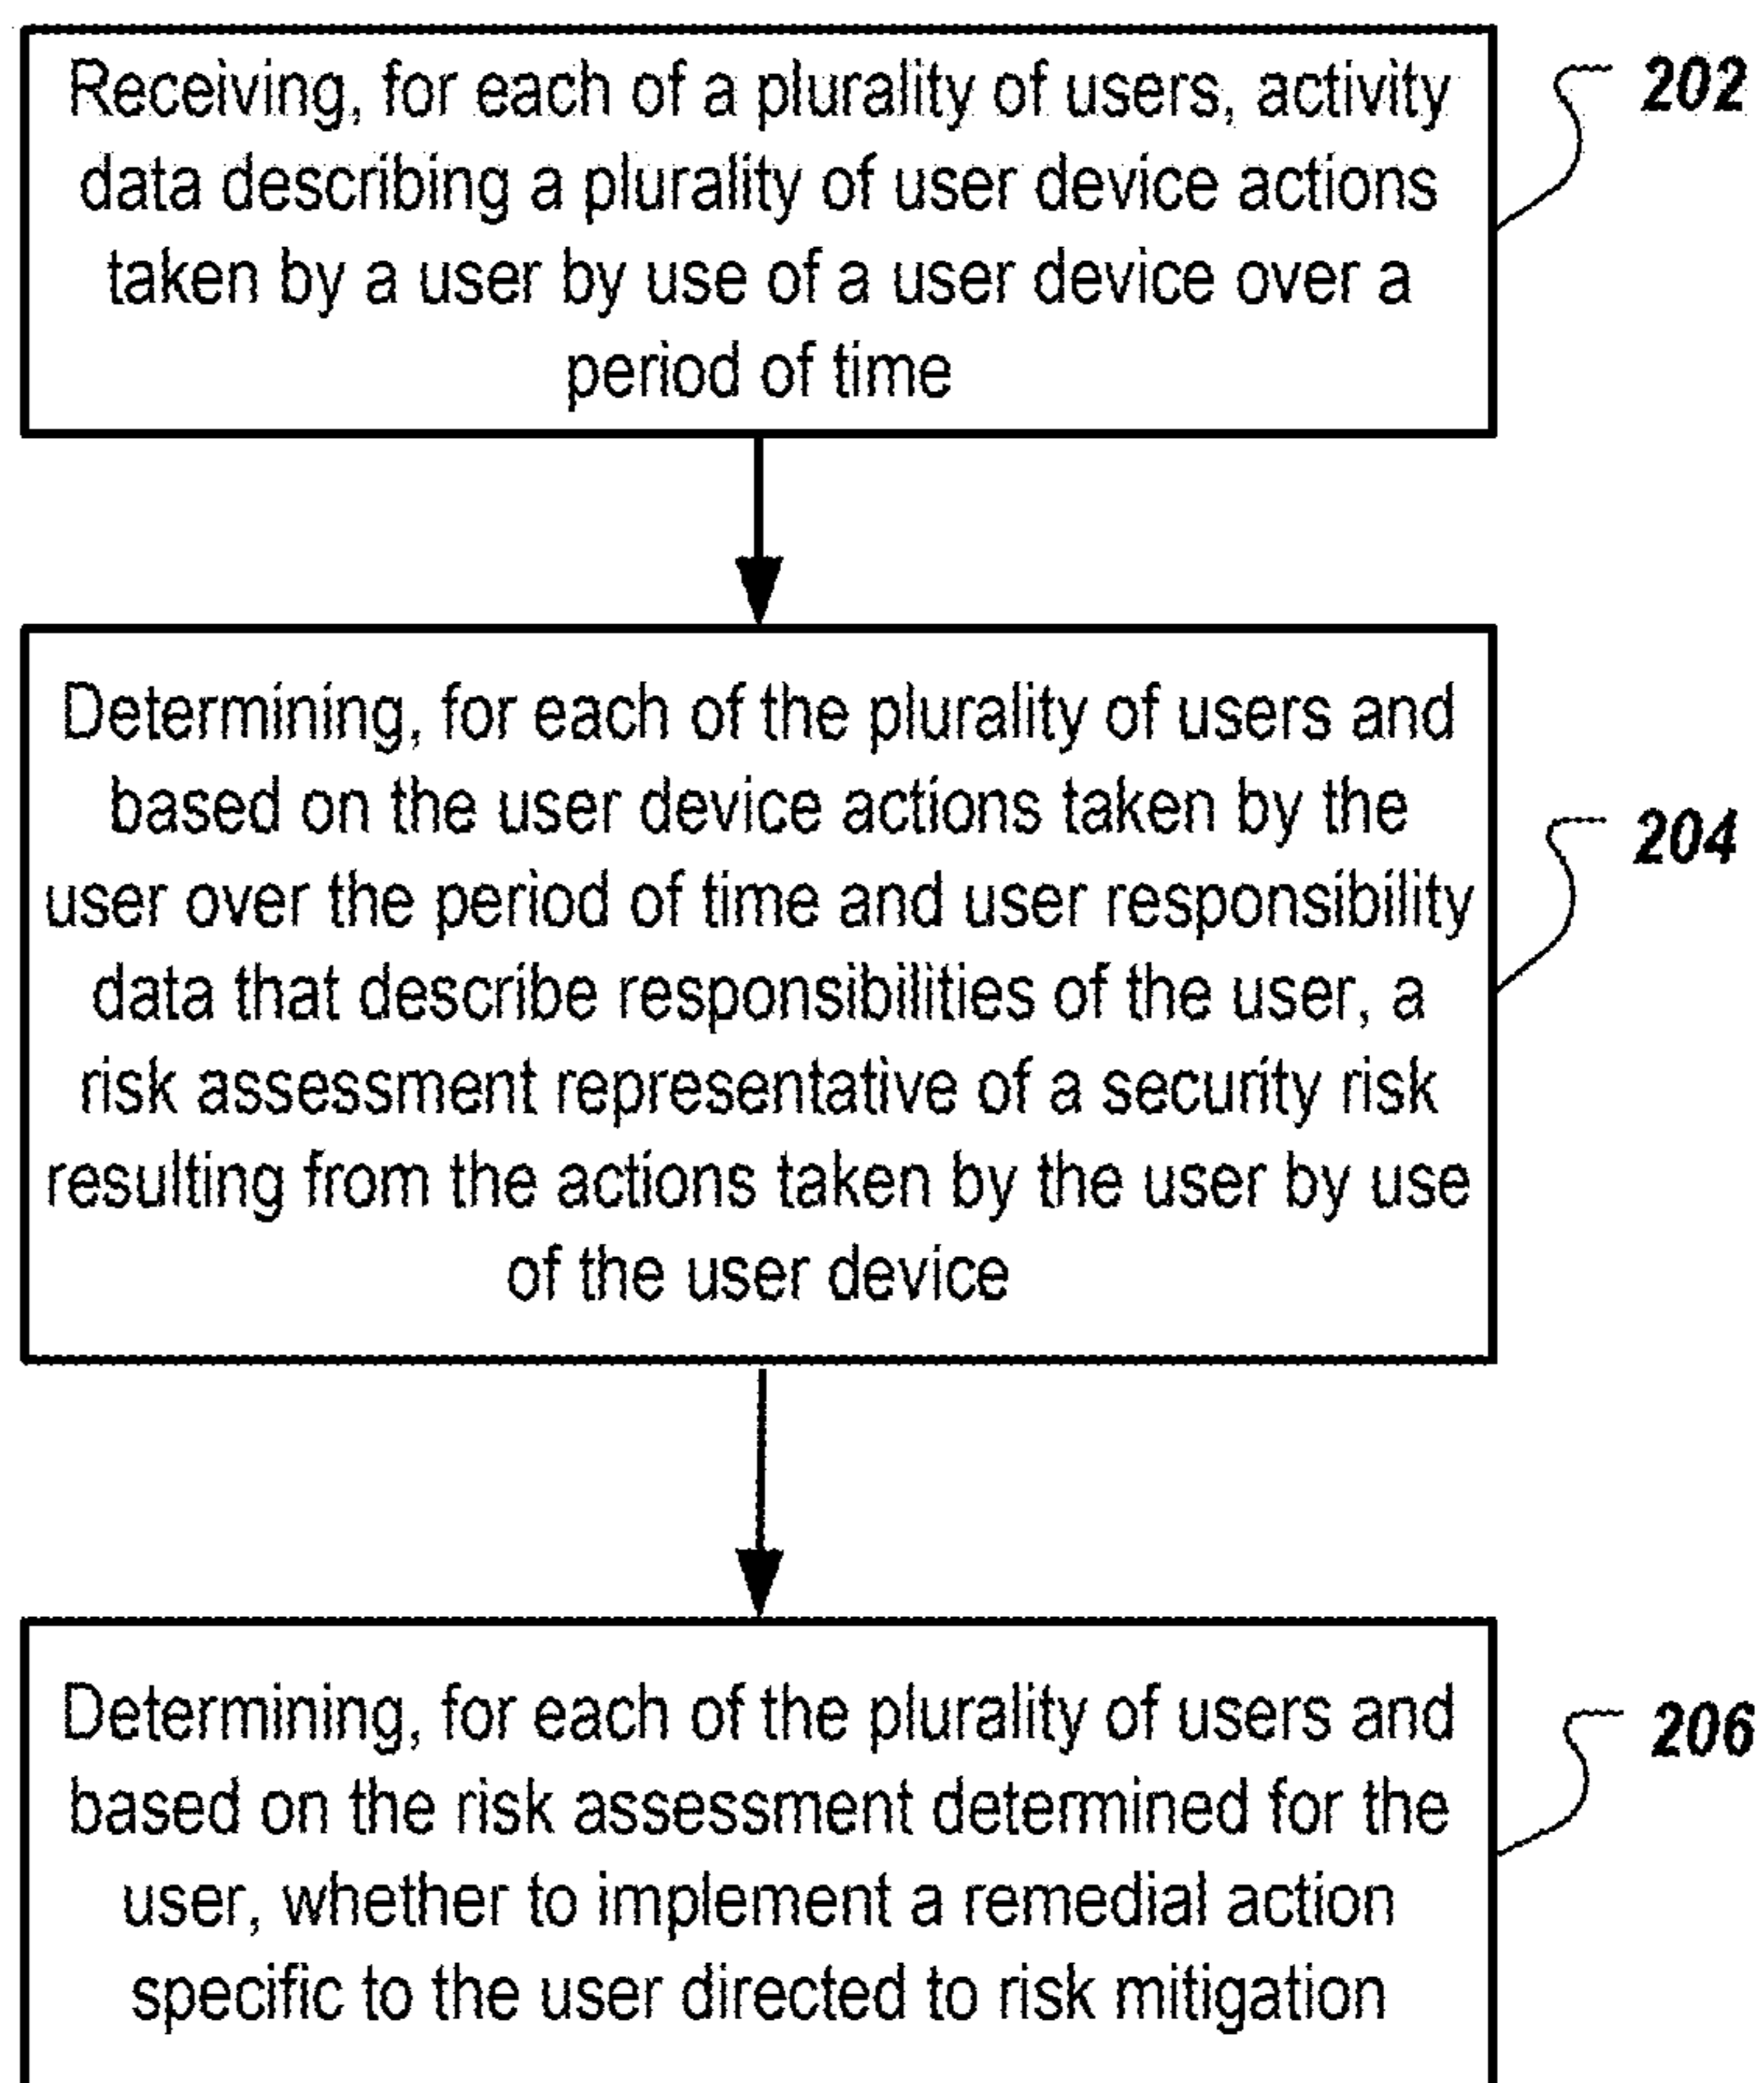 Receiving, for each of a plurality of users, activity
data describing a plurality of user device actions
taken by a user by use of a user device over a
period of time
202
Determining, for each of the plurality of users and
based on the user device actions taken by the
user over the period of time and user responsibility
data that describe responsibilities of the user, a
risk assessment representative of a security risk
resulting from the actions taken by the user by use
of the user device
204
Determining, for each of the plurality of users and
based on the risk assessment determined for the
user, whether to implement a remedial action
specific to the user directed to risk mitigation
206